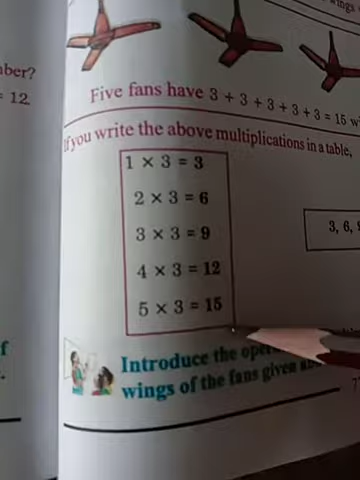 ings
mber?
= 12
Five fans have 3 + 3 + 3 + 3 + 3 = 15 w
If you write the above multiplications in a table,
1 × 3 = 3
2 × 3 = 6
3 × 3 = 9
4 × 3 = 12
5 × 3 = 15
3, 6,
f
Introduce the
wings of the fans given